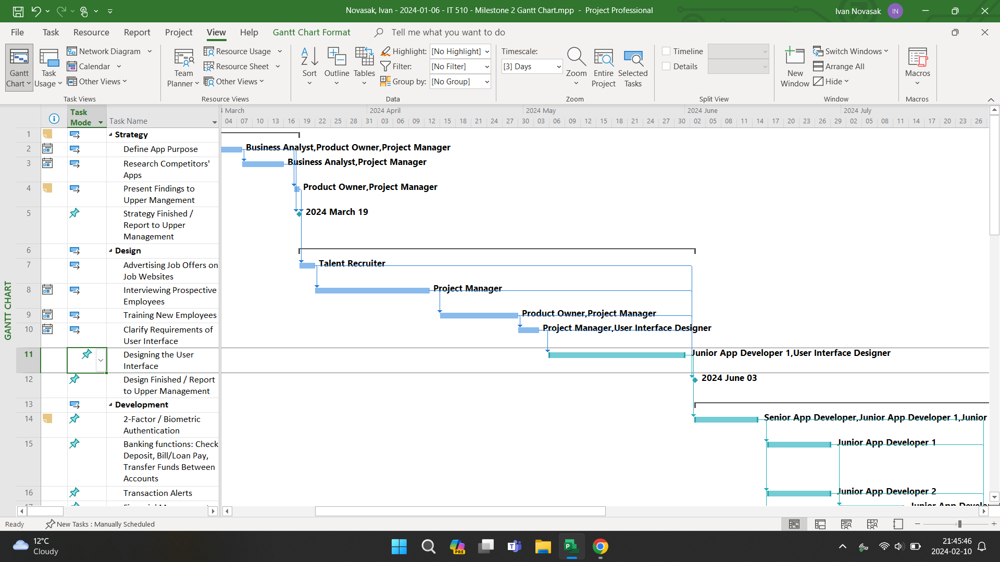 Novasak, Ivan - 2024-01-06 - IT 510 - Milestone 2 Gantt Chart.mpp - Project Professional
Ivan Novasak IN
File Task Resource Report Project View Help Gantt Chart Format Tell me what you want to do
Gantt Chart
Task Usage
Network Diagram
Calendar
Other Views
Task Views
Team Planner
Resource Usage
Resource Sheet
Other Views
Resource Views
Sort
Outline
Tables
Highlight: [No Highlight]
Filter: [No Filter]
Group by: [No Group]
Data
Timescale:
[3] Days
Zoom
Entire Project
Selected Tasks
Zoom
Timeline
Details
Split View
New Window
Switch Windows
Arrange All
Hide
Window
Macros
Macros
Task Mode
Task Name
March 2024 April 2024 May 2024 June 2024 July
04 07 10 13 16 19 22 25 28 31 03 06 09 12 15 18 21 24 27 30 03 06 09 12 15 18 21 24 27 30 02 05 08 11 14 17 20 23 26 29 02 05 08 11 14 17 20 23 26
GANTT CHART
1 Strategy
2 Define App Purpose
Business Analyst,Product Owner,Project Manager
3 Research Competitors'
Apps
Business Analyst,Project Manager
4 Present Findings to
Upper Mangement
Product Owner,Project Manager
5 Strategy Finished /
Report to Upper
Management
2024 March 19
6 Design
7 Advertising Job Offers on
Job Websites
Talent Recruiter
8 Interviewing Prospective
Employees
Project Manager
9 Training New Employees
Product Owner,Project Manager
10 Clarify Requirements of
User Interface
Project Manager,User Interface Designer
11 Designing the User
Interface
Junior App Developer 1,User Interface Designer
12 Design Finished / Report
to Upper Management
2024 June 03
13 Development
14 2-Factor / Biometric
Authentication
Senior App Developer,Junior App Developer 1,Junior
15 Banking functions: Check
Deposit, Bill/Loan Pay,
Transfer Funds Between
Accounts
Junior App Developer 1
16 Transaction Alerts
Junior App Developer 2
Ready
New Tasks : Manually Scheduled
12°C
Cloudy
PRE
21:45:46
2024-02-10